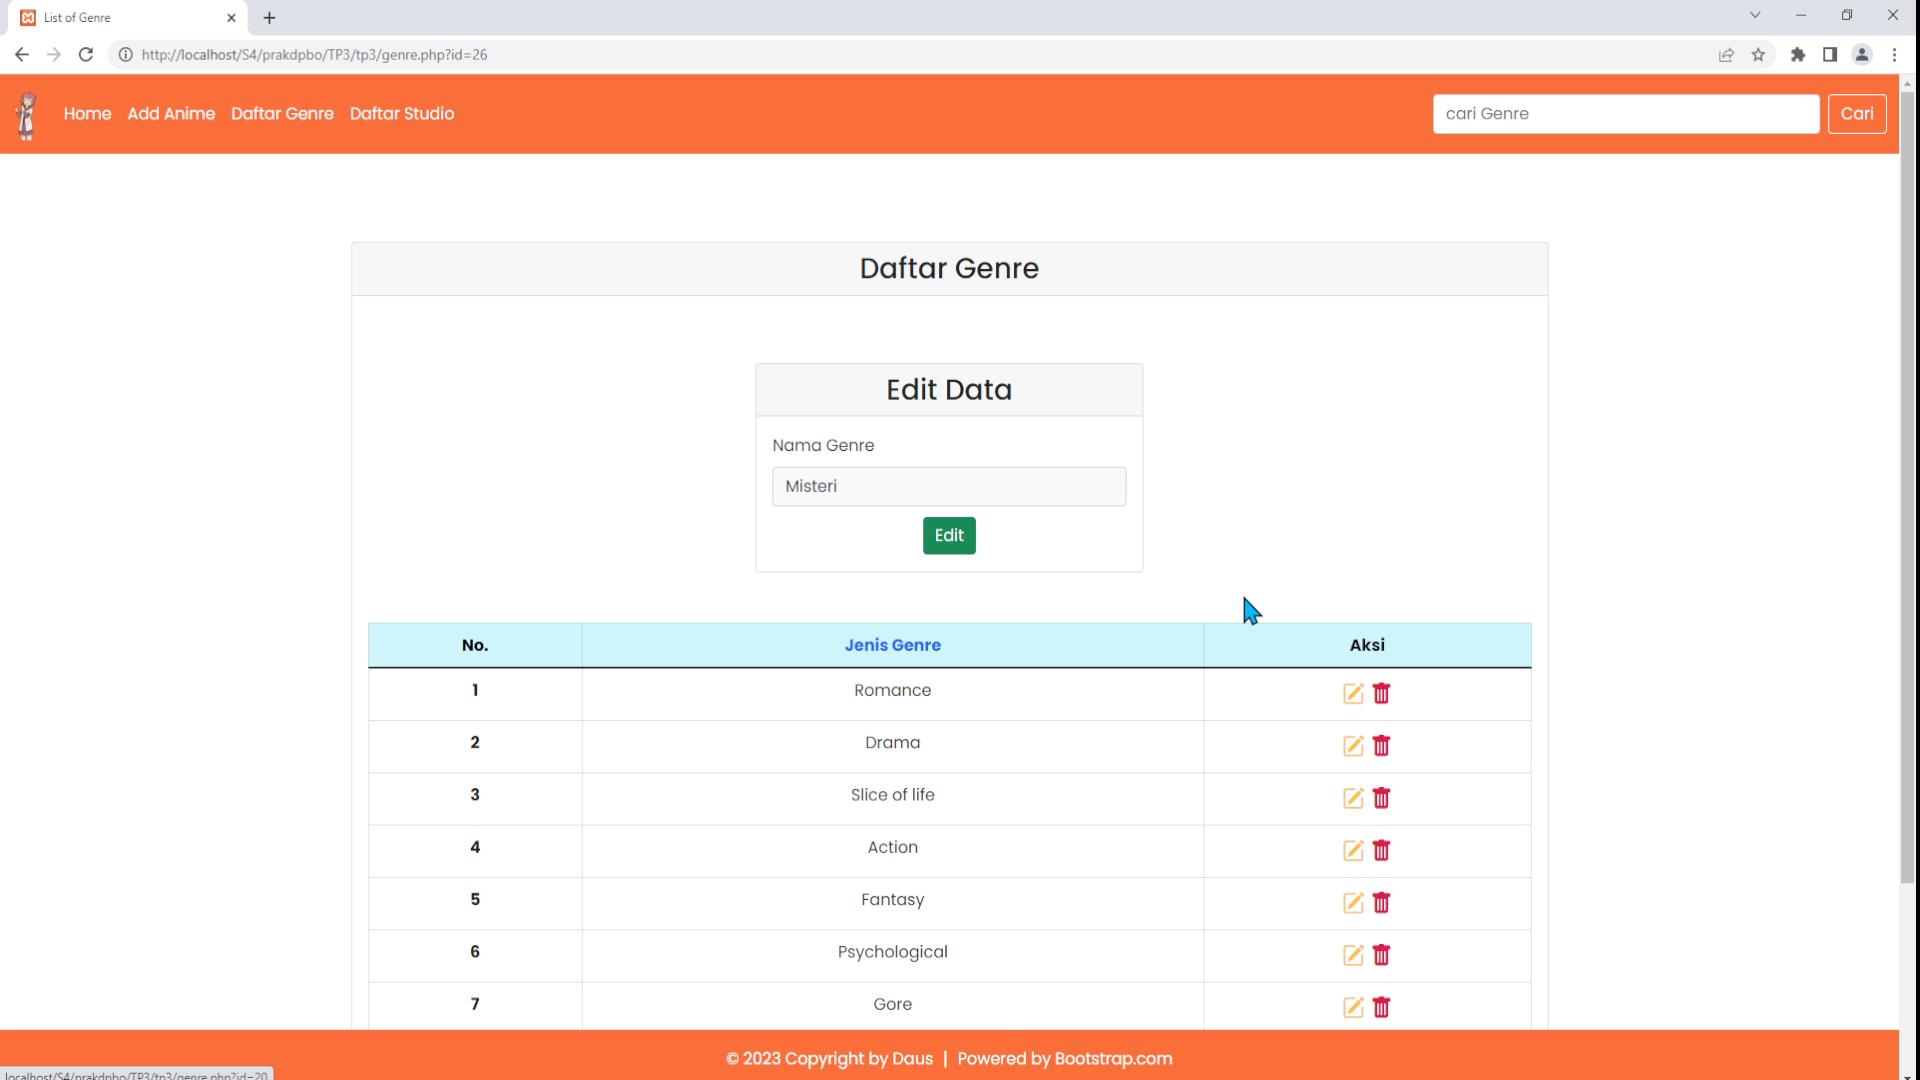 List of Genre
http://localhost/S4/prakdpbo/TP3/tp3/genre.php?id=26
Home Add Anime Daftar Genre Daftar Studio cari Genre Cari
Daftar Genre
Edit Data
Nama Genre
Misteri
Edit
No. Jenis Genre Aksi
1 Romance
2 Drama
3 Slice of life
4 Action
5 Fantasy
6 Psychological
7 Gore
© 2023 Copyright by Daus | Powered by Bootstrap.com
localhost/S4/prakdpbo/TP3/tp3/genre.php?id=20